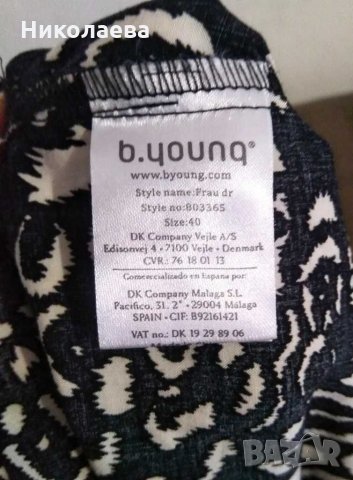 Николаева
b.young®
www.byoung.com
Style name:Frau dr
Style no:803365
Size:40
DK Company Vejle A/S
Edisonvej 4 • 7100 Vejle • Denmark
CVR.: 76 18 01 13
Comercializado en España por:
DK Company Malaga S.L.
Pacifico, 31, 2° • 29004 Málaga
SPAIN • CIF: B92161421
VAT no.: DK 19 29 89 06
BAZAR